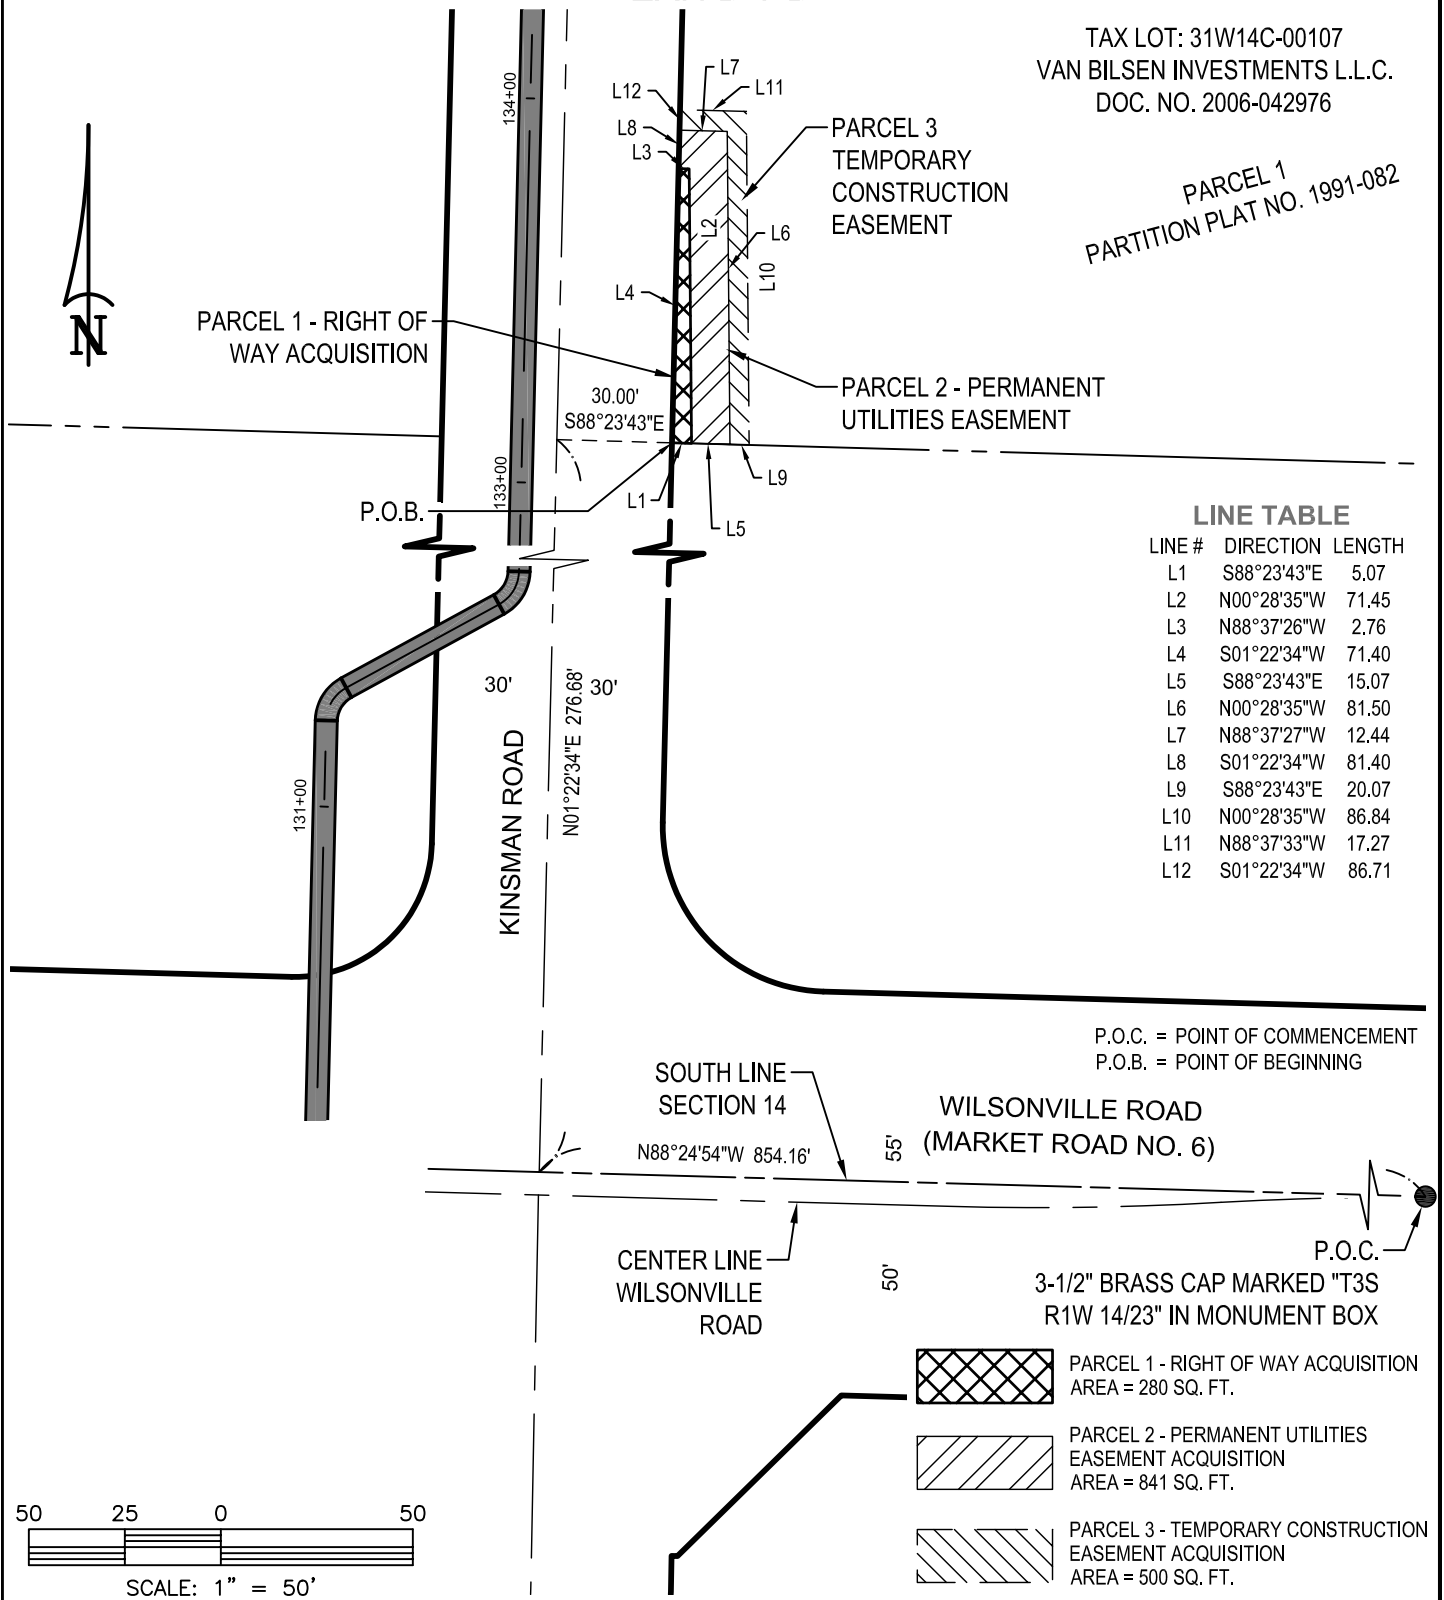 TAX LOT: 31W14C-00107
VAN BILSEN INVESTMENTS L.L.C.
DOC. NO. 2006-042976
PARCEL 1
PARTITION PLAT NO. 1991-082
134+00
L7
L12
L11
L8
L3
PARCEL 3
TEMPORARY
CONSTRUCTION
EASEMENT
L2
L6
L10
L4
N
PARCEL 1 - RIGHT OF
WAY ACQUISITION
30.00'
S88°23'43"E
PARCEL 2 - PERMANENT
UTILITIES EASEMENT
133+00
P.O.B.
L1
L9
L5
LINE TABLE
LINE # DIRECTION LENGTH
L1 S88°23'43"E 5.07
L2 N00°28'35"W 71.45
L3 N88°37'26"W 2.76
L4 S01°22'34"W 71.40
L5 S88°23'43"E 15.07
L6 N00°28'35"W 81.50
L7 N88°37'27"W 12.44
L8 S01°22'34"W 81.40
L9 S88°23'43"E 20.07
L10 N00°28'35"W 86.84
L11 N88°37'33"W 17.27
L12 S01°22'34"W 86.71
30'
30'
KINSMAN ROAD
N01°22'34"E 276.68'
131+00
P.O.C. = POINT OF COMMENCEMENT
P.O.B. = POINT OF BEGINNING
SOUTH LINE
SECTION 14
WILSONVILLE ROAD
(MARKET ROAD NO. 6)
N88°24'54"W 854.16'
55'
CENTER LINE
WILSONVILLE
ROAD
50'
P.O.C.
3-1/2" BRASS CAP MARKED "T3S
R1W 14/23" IN MONUMENT BOX
PARCEL 1 - RIGHT OF WAY ACQUISITION
AREA = 280 SQ. FT.
PARCEL 2 - PERMANENT UTILITIES
EASEMENT ACQUISITION
AREA = 841 SQ. FT.
PARCEL 3 - TEMPORARY CONSTRUCTION
EASEMENT ACQUISITION
AREA = 500 SQ. FT.
50 25 0 50
SCALE: 1" = 50'